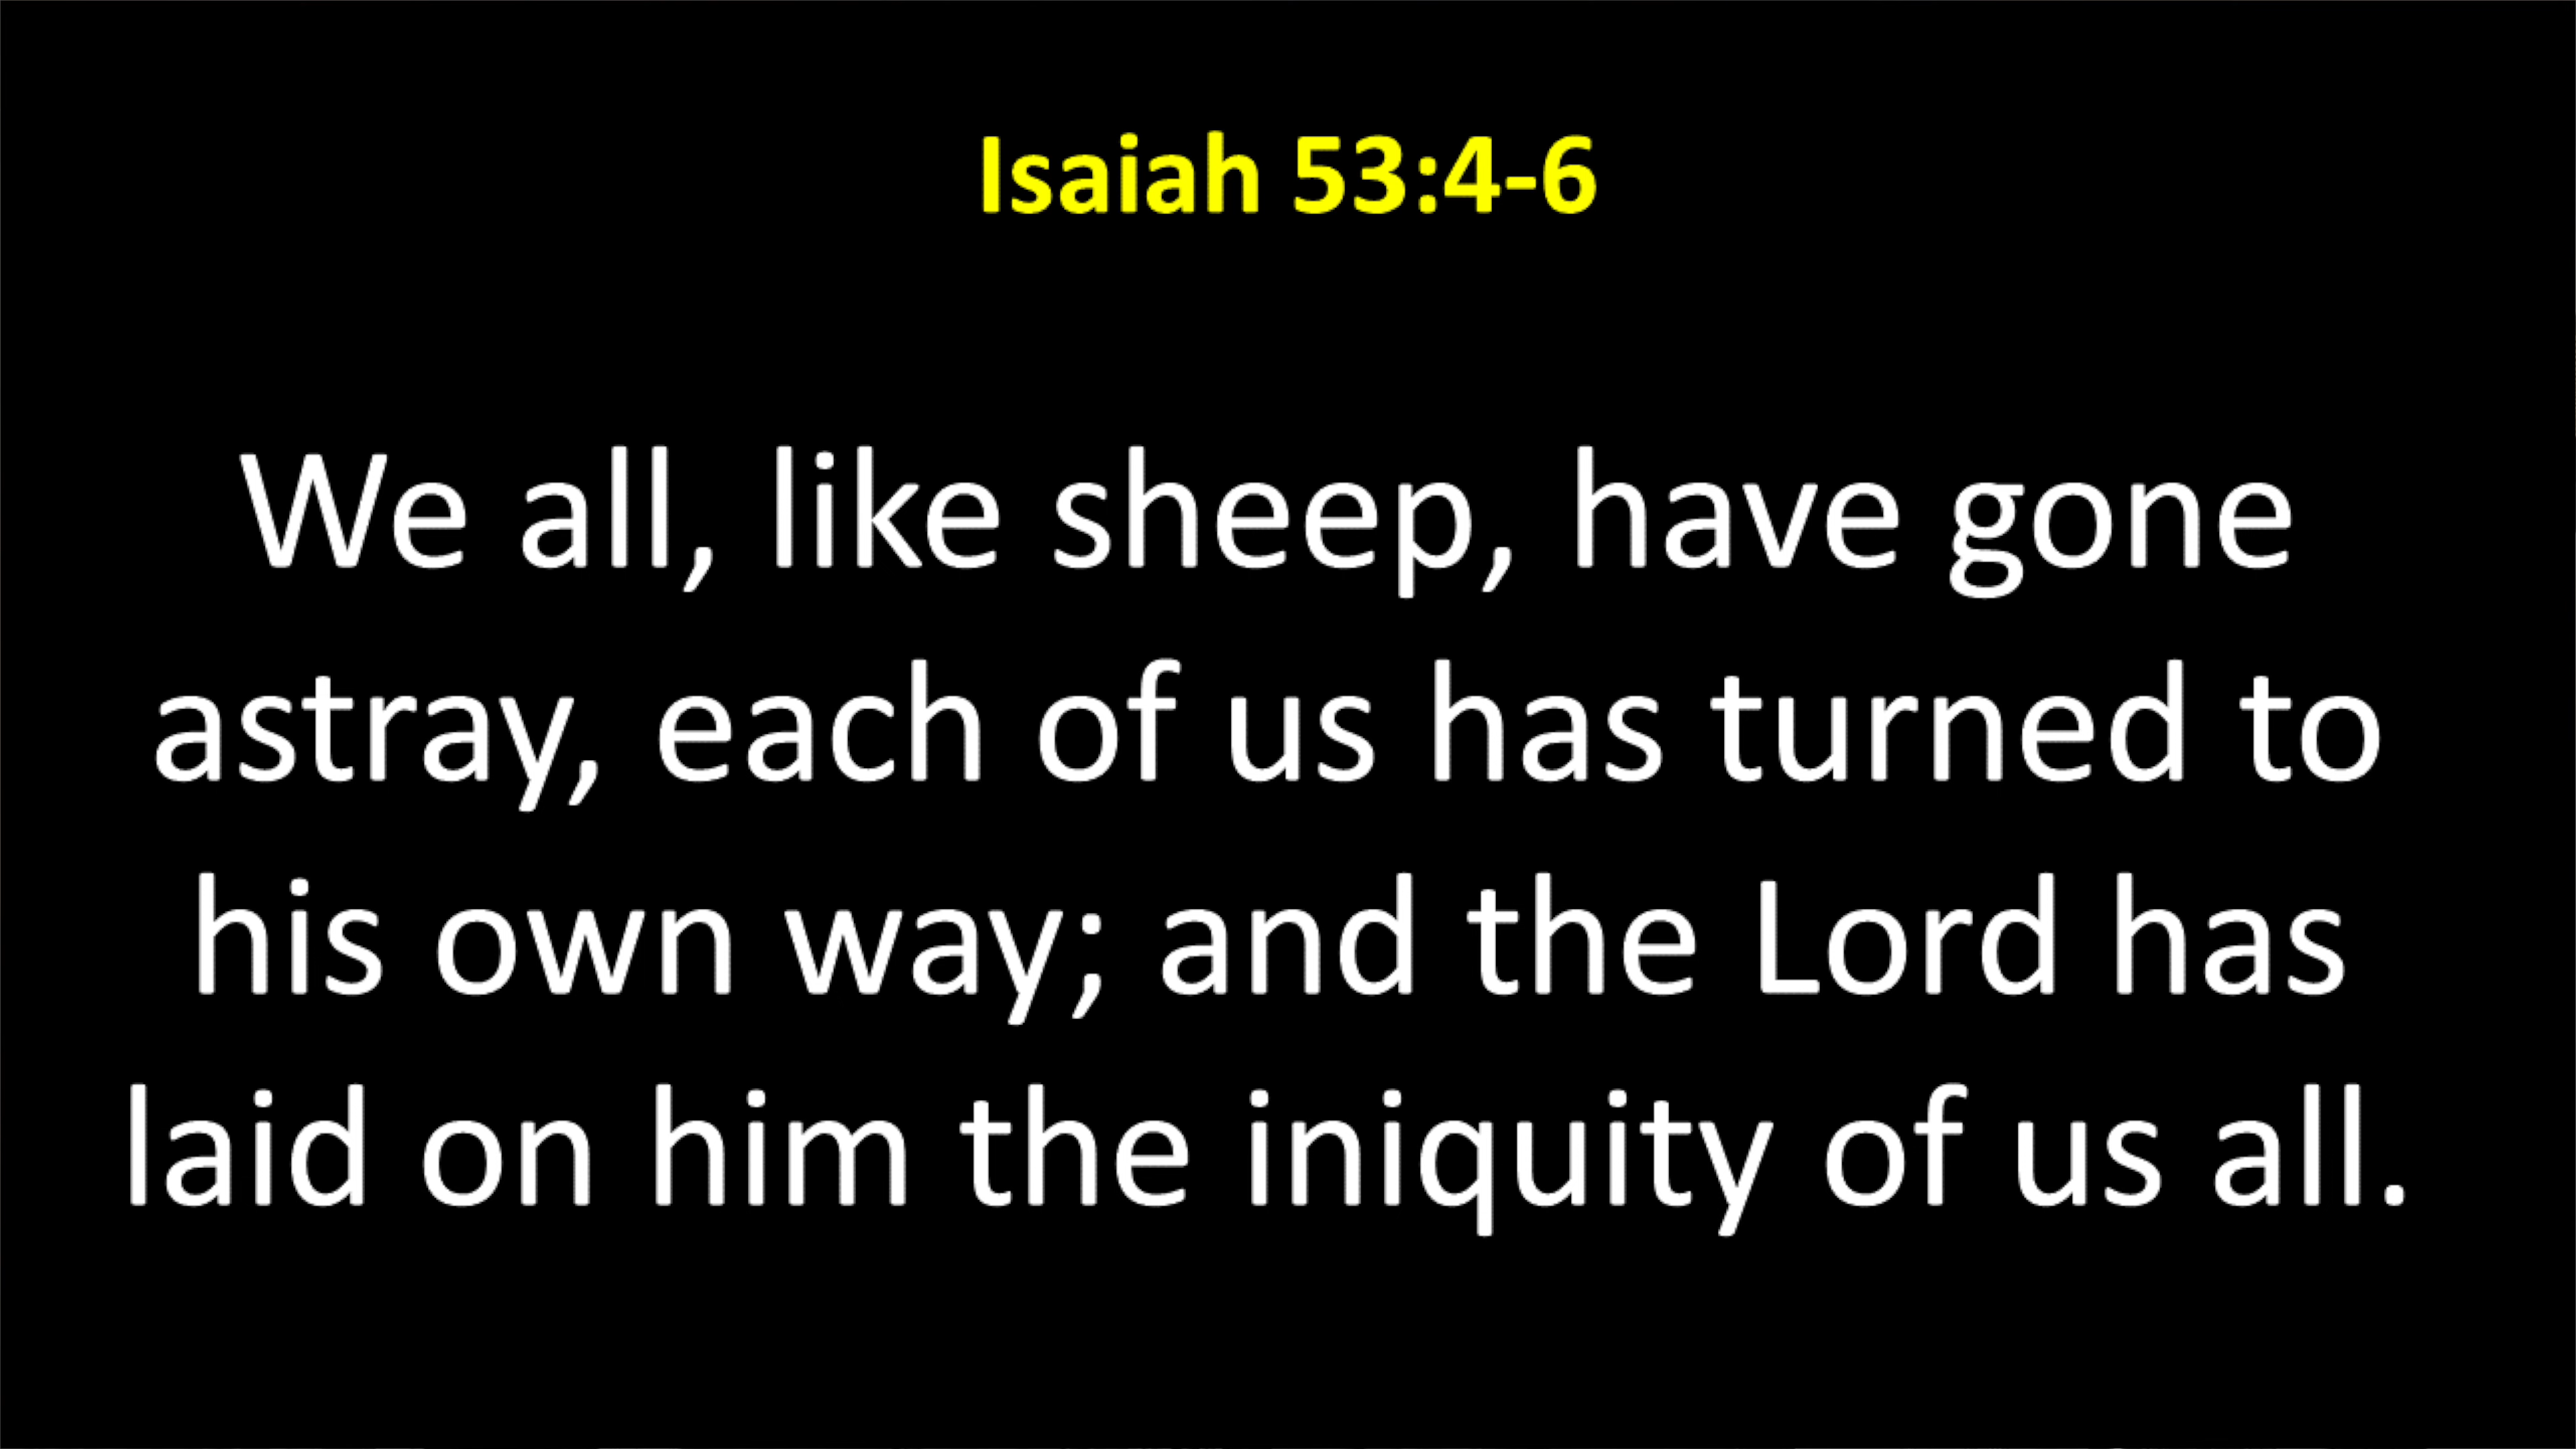 Isaiah 53:4-6
We all, like sheep, have gone
astray, each of us has turned to
his own way; and the Lord has
laid on him the iniquity of us all.